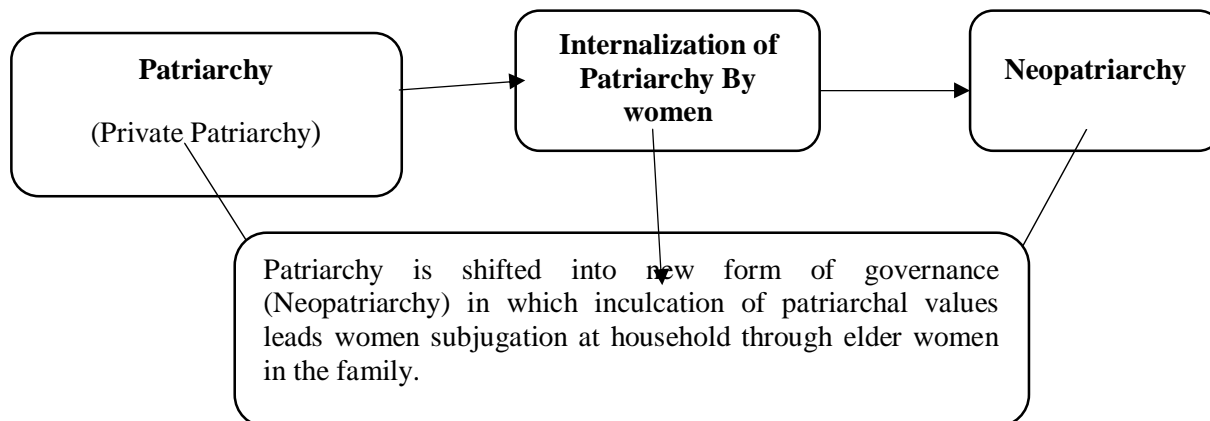 Patriarchy
(Private Patriarchy)
Internalization of
Patriarchy By
women
Neopatriarchy
Patriarchy is shifted into new form of governance
(Neopatriarchy) in which inculcation of patriarchal values
leads women subjugation at household through elder women
in the family.